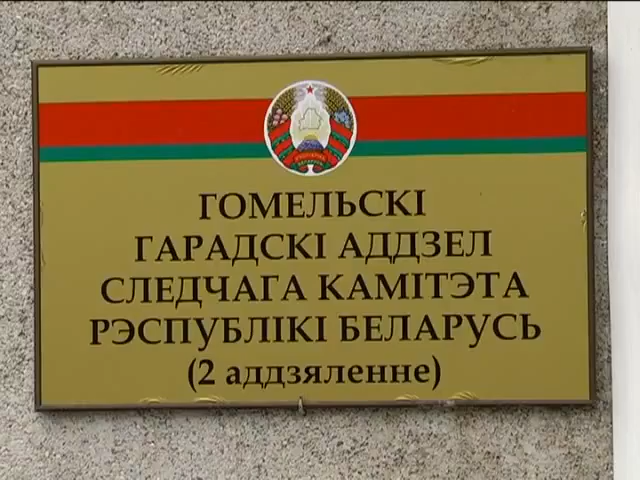 ГОМЕЛЬСКІ
ГАРАДСКІ АДДЗЕЛ
СЛЕДЧАГА КАМІТЭТА
РЭСПУБЛІКІ БЕЛАРУСЬ
(2 аддзяленне)